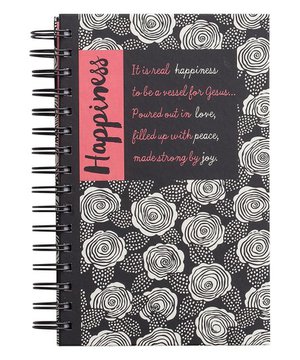 Happiness
It is real happiness
to be a vessel for Jesus...
Poured out in love,
filled up with peace,
made strong by joy.